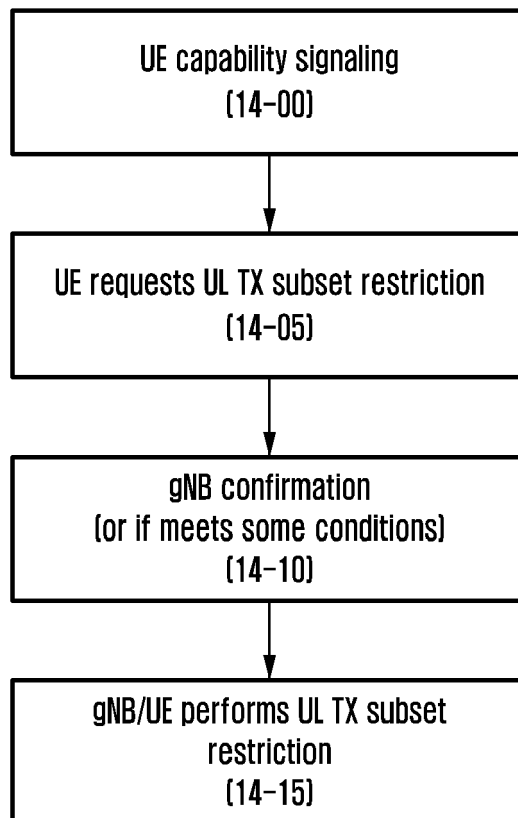 UE capability signaling
(14-00)
UE requests UL TX subset restriction
(14-05)
gNB confirmation
(or if meets some conditions)
(14-10)
gNB/UE performs UL TX subset
restriction
(14-15)